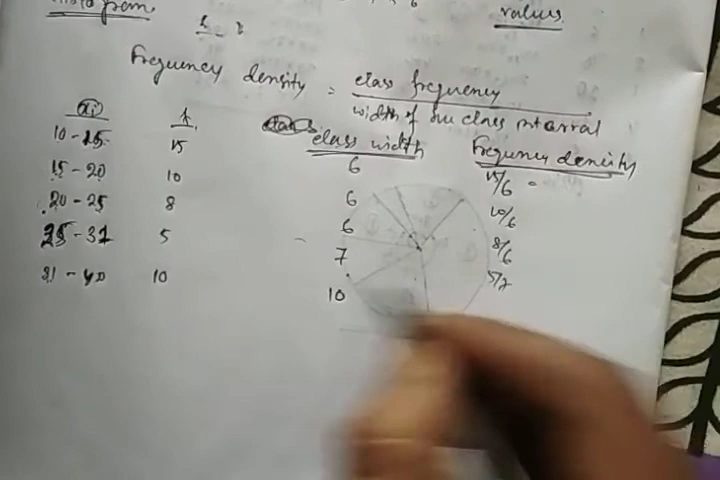 values
Frequency density = class frequency / width of the class interval
xi f. class width Frequency density
10-15 15 6 15/6 =
15-20 10 6 10/6
20-25 8 6 8/6
25-31 5 7 5/7
31-40 10 10